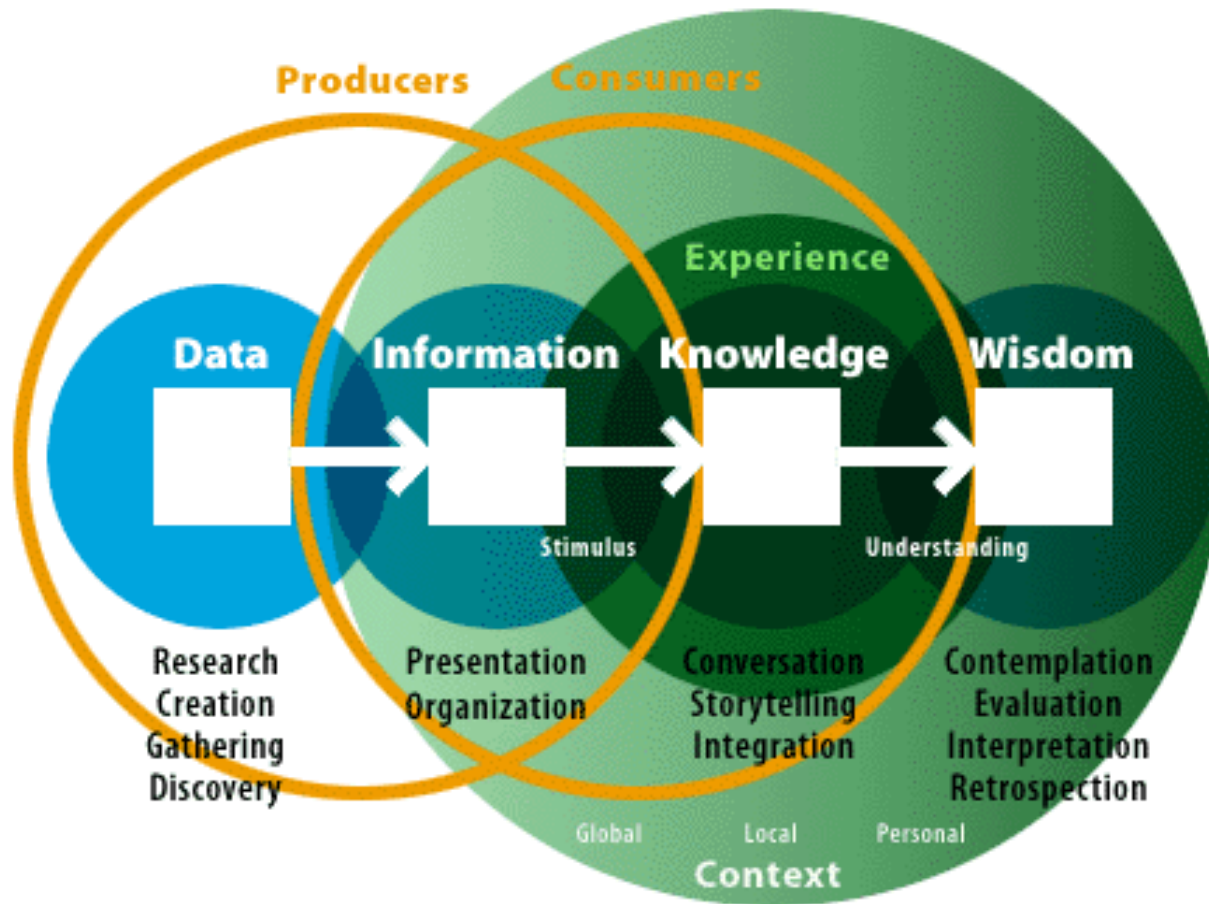 Producers
Consumers
Experience
Data
Information
Knowledge
Wisdom
Stimulus
Understanding
Research
Creation
Gathering
Discovery
Presentation
Organization
Conversation
Storytelling
Integration
Contemplation
Evaluation
Interpretation
Retrospection
Global
Local
Personal
Context